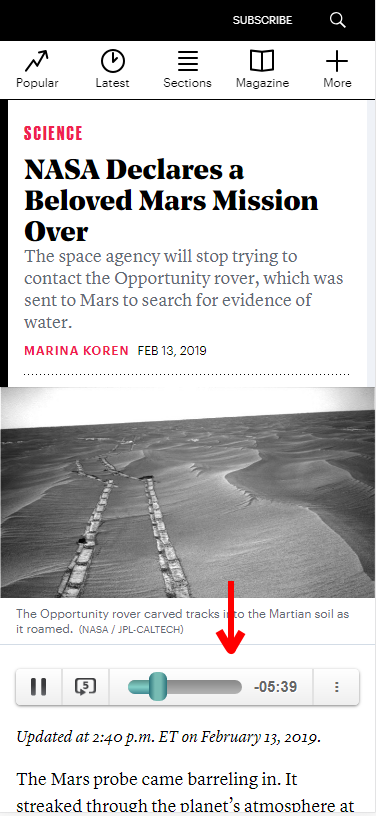 SUBSCRIBE
Popular Latest Sections Magazine More
SCIENCE
NASA Declares a
Beloved Mars Mission
Over
The space agency will stop trying to
contact the Opportunity rover, which was
sent to Mars to search for evidence of
water.
MARINA KOREN FEB 13, 2019
The Opportunity rover carved tracks into the Martian soil as
it roamed. (NASA / JPL-CALTECH)
5 -05:39
Updated at 2:40 p.m. ET on February 13, 2019.
The Mars probe came barreling in. It
streaked through the planet’s atmosphere at